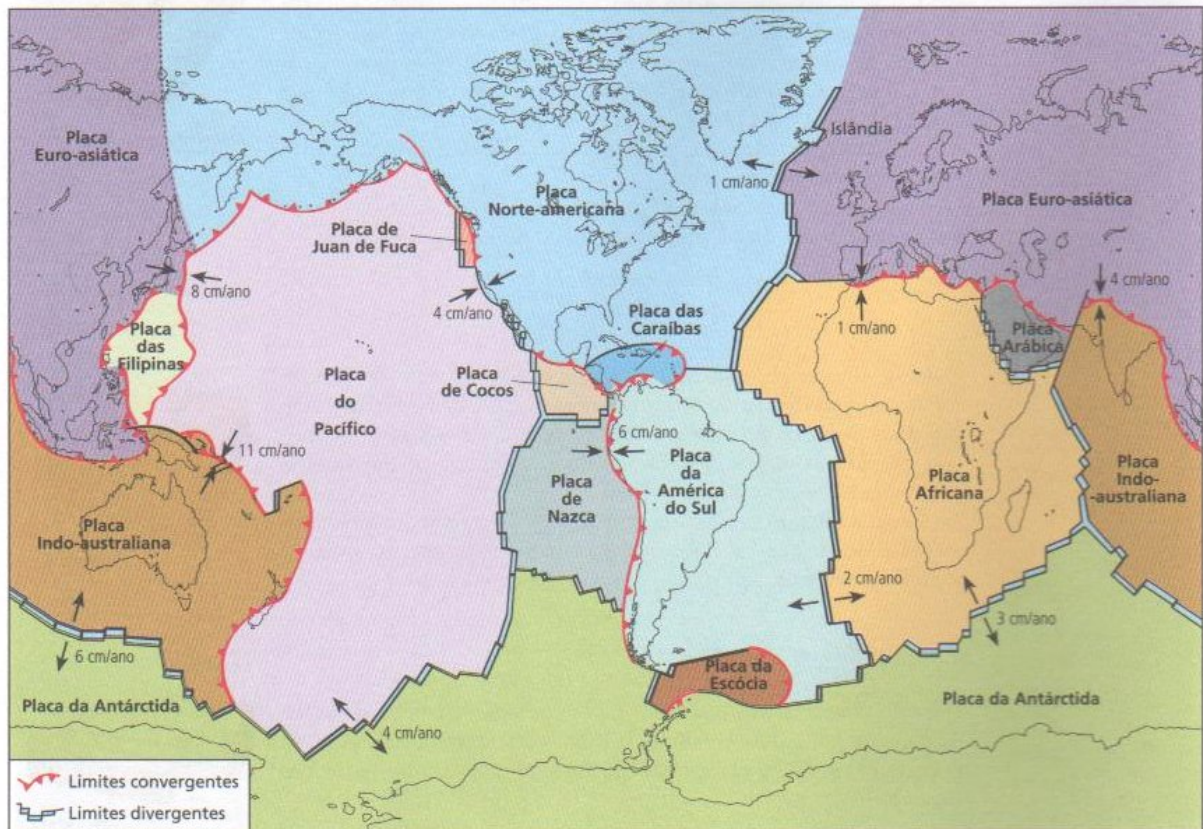 Placa
Euro-asiática
Islândia
1 cm/ano
Placa
Norte-americana
Placa Euro-asiática
Placa de
Juan de Fuca
8 cm/ano
4 cm/ano
4 cm/ano
Placa
das
Filipinas
Placa das
Caraíbas
1 cm/ano
Placa
Arábica
Placa
do
Pacífico
Placa
de Cocos
11 cm/ano
6 cm/ano
Placa
da
América
do Sul
Placa
de
Nazca
Placa
Africana
Placa
Indo-
-australiana
Placa
Indo-australiana
2 cm/ano
3 cm/ano
6 cm/ano
Placa da
Escócia
Placa da Antárctida
4 cm/ano
Placa da Antárctida
Limites convergentes
Limites divergentes